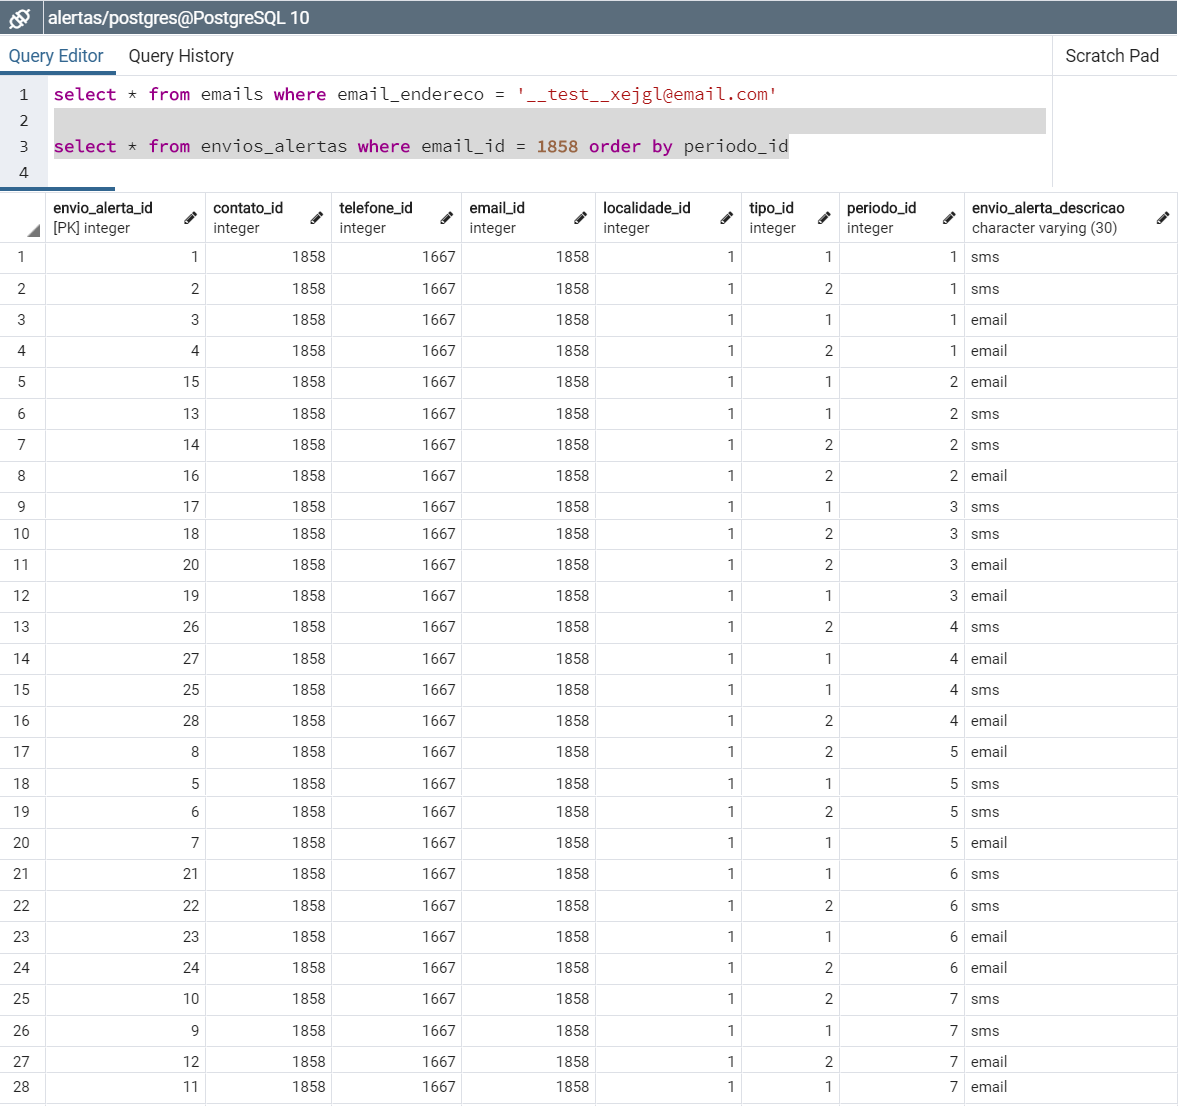 alertas/postgres@PostgreSQL 10
Query Editor Query History Scratch Pad
1 select * from emails where email_endereco = '__test__xejgl@email.com'
2
3 select * from envios_alertas where email_id = 1858 order by periodo_id
4
envio_alerta_id contato_id telefone_id email_id localidade_id tipo_id periodo_id envio_alerta_descricao
[PK] integer integer integer integer integer integer integer character varying (30)
1 1 1858 1667 1858 1 1 1 sms
2 2 1858 1667 1858 1 2 1 sms
3 3 1858 1667 1858 1 1 1 email
4 4 1858 1667 1858 1 2 1 email
5 15 1858 1667 1858 1 1 2 email
6 13 1858 1667 1858 1 1 2 sms
7 14 1858 1667 1858 1 2 2 sms
8 16 1858 1667 1858 1 2 2 email
9 17 1858 1667 1858 1 1 3 sms
10 18 1858 1667 1858 1 2 3 sms
11 20 1858 1667 1858 1 2 3 email
12 19 1858 1667 1858 1 1 3 email
13 26 1858 1667 1858 1 2 4 sms
14 27 1858 1667 1858 1 1 4 email
15 25 1858 1667 1858 1 1 4 sms
16 28 1858 1667 1858 1 2 4 email
17 8 1858 1667 1858 1 2 5 email
18 5 1858 1667 1858 1 1 5 sms
19 6 1858 1667 1858 1 2 5 sms
20 7 1858 1667 1858 1 1 5 email
21 21 1858 1667 1858 1 1 6 sms
22 22 1858 1667 1858 1 2 6 sms
23 23 1858 1667 1858 1 1 6 email
24 24 1858 1667 1858 1 2 6 email
25 10 1858 1667 1858 1 2 7 sms
26 9 1858 1667 1858 1 1 7 sms
27 12 1858 1667 1858 1 2 7 email
28 11 1858 1667 1858 1 1 7 email